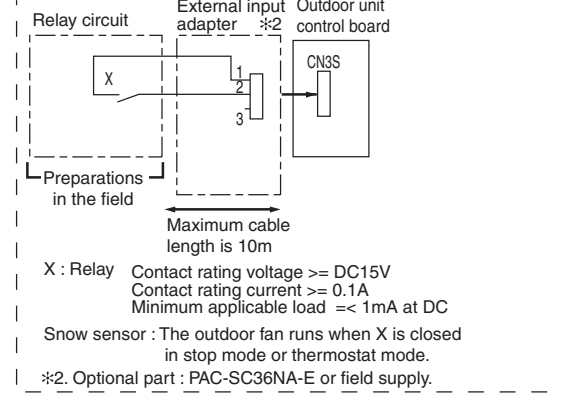 Relay circuit
External input
adapter ✻2
Outdoor unit
control board
CN3S
X
1
2
3
Preparations
in the field
Maximum cable
length is 10m
X : Relay Contact rating voltage >= DC15V
Contact rating current >= 0.1A
Minimum applicable load =< 1mA at DC
Snow sensor : The outdoor fan runs when X is closed
in stop mode or thermostat mode.
✻2. Optional part : PAC-SC36NA-E or field supply.